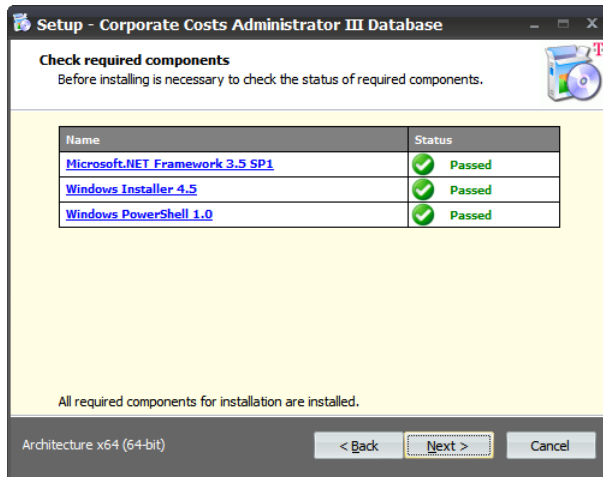 Setup - Corporate Costs Administrator III Database
Check required components
Before installing is necessary to check the status of required components.
Name Status
Microsoft.NET Framework 3.5 SP1 Passed
Windows Installer 4.5 Passed
Windows PowerShell 1.0 Passed
All required components for installation are installed.
Architecture x64 (64-bit) < Back Next > Cancel